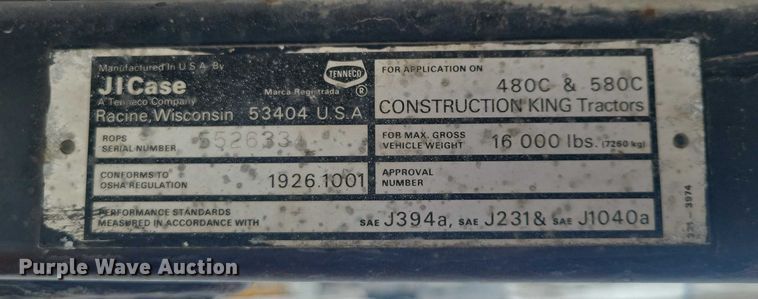 Manufactured in U.S.A. By
JI Case
A Tenneco Company
Racine, Wisconsin 53404 U.S.A.
TENNECO
Marca Registrada ®
FOR APPLICATION ON
480C & 580C
CONSTRUCTION KING Tractors
ROPS
SERIAL NUMBER
FOR MAX. GROSS
VEHICLE WEIGHT 16 000 lbs. (7260 kg)
CONFORMS TO
OSHA REGULATION 1926.1001
APPROVAL
NUMBER
PERFORMANCE STANDARDS
MEASURED IN ACCORDANCE WITH SAE J394a, SAE J231& SAE J1040a
Purple Wave Auction